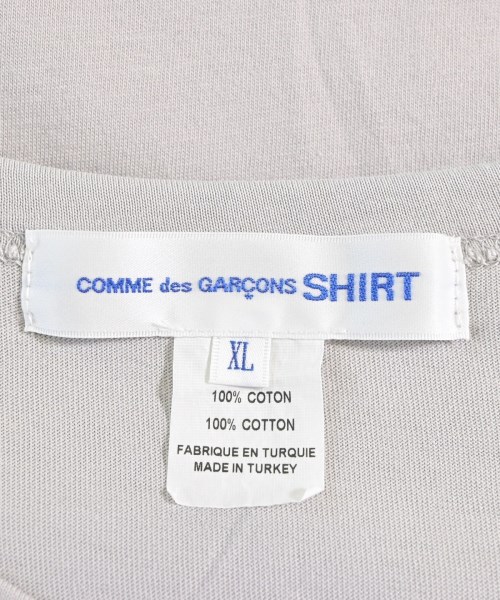 COMME des GARÇONS SHIRT
XL
100% COTON
100% COTTON
FABRIQUE EN TURQUIE
MADE IN TURKEY